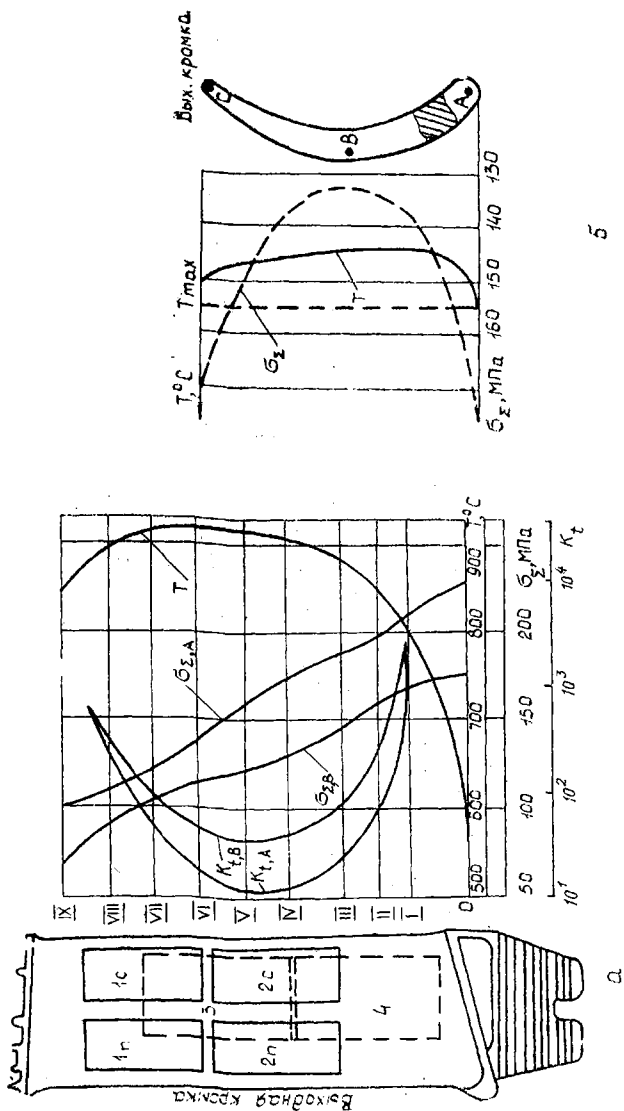 Выходная кромка
1п
1с
3
2п
2с
4
IX
VIII
VII
VI
V
IV
III
II
I
0
T
σΣ,А
σΣ,В
Kt,В
Kt,А
500
600
700
800
900
T,°C
50
100
150
200
σΣ, МПа
10¹
10²
10³
10⁴
Kt
а
Вых. кромка
С
В
А
T,°C
Tmax
σΣ
T
160
150
140
130
σΣ, МПа
б